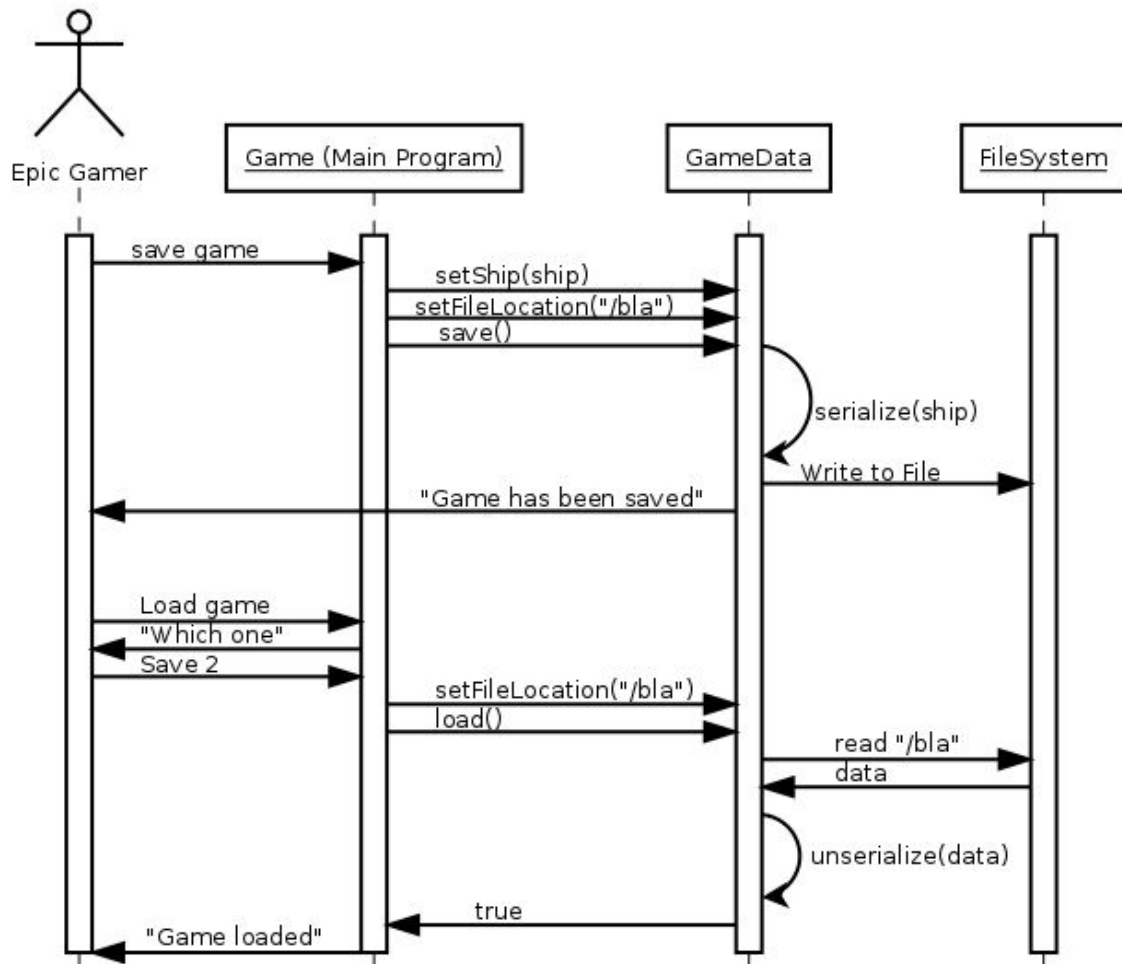 Epic Gamer
Game (Main Program)
GameData
FileSystem
save game
setShip(ship)
setFileLocation("/bla")
save()
serialize(ship)
Write to File
"Game has been saved"
Load game
"Which one"
Save 2
setFileLocation("/bla")
load()
read "/bla"
data
unserialize(data)
true
"Game loaded"